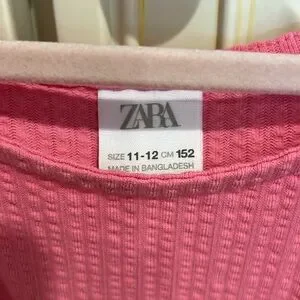 ZARA
SIZE 11-12 CM 152
MADE IN BANGLADESH